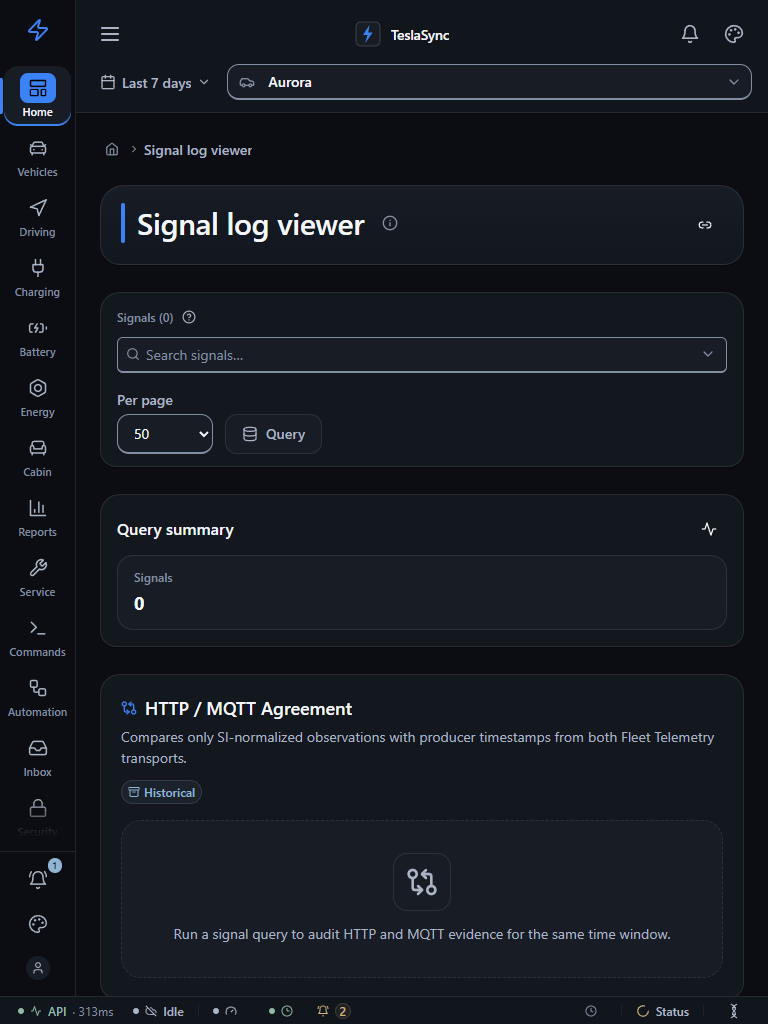 TeslaSync
Last 7 days
Aurora
Home
Vehicles
Driving
Charging
Battery
Energy
Cabin
Reports
Service
Commands
Automation
Inbox
Security
1
Signal log viewer
Signal log viewer
Signals (0)
Search signals...
Per page
50
Query
Query summary
Signals
0
HTTP / MQTT Agreement
Compares only SI-normalized observations with producer timestamps from both Fleet Telemetry
transports.
Historical
Run a signal query to audit HTTP and MQTT evidence for the same time window.
API · 313ms
Idle
2
Status